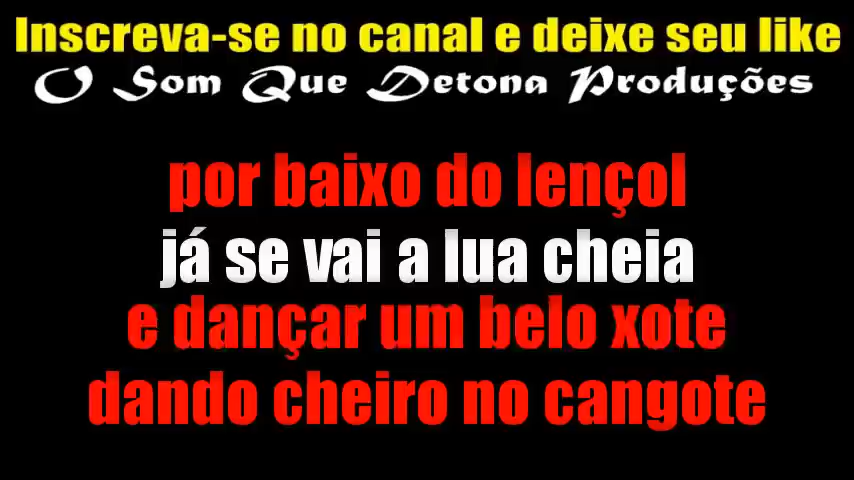 Inscreva-se no canal e deixe seu like
O Som Que Detona Produções
por baixo do lençol
já se vai a lua cheia
e dançar um belo xote
dando cheiro no cangote